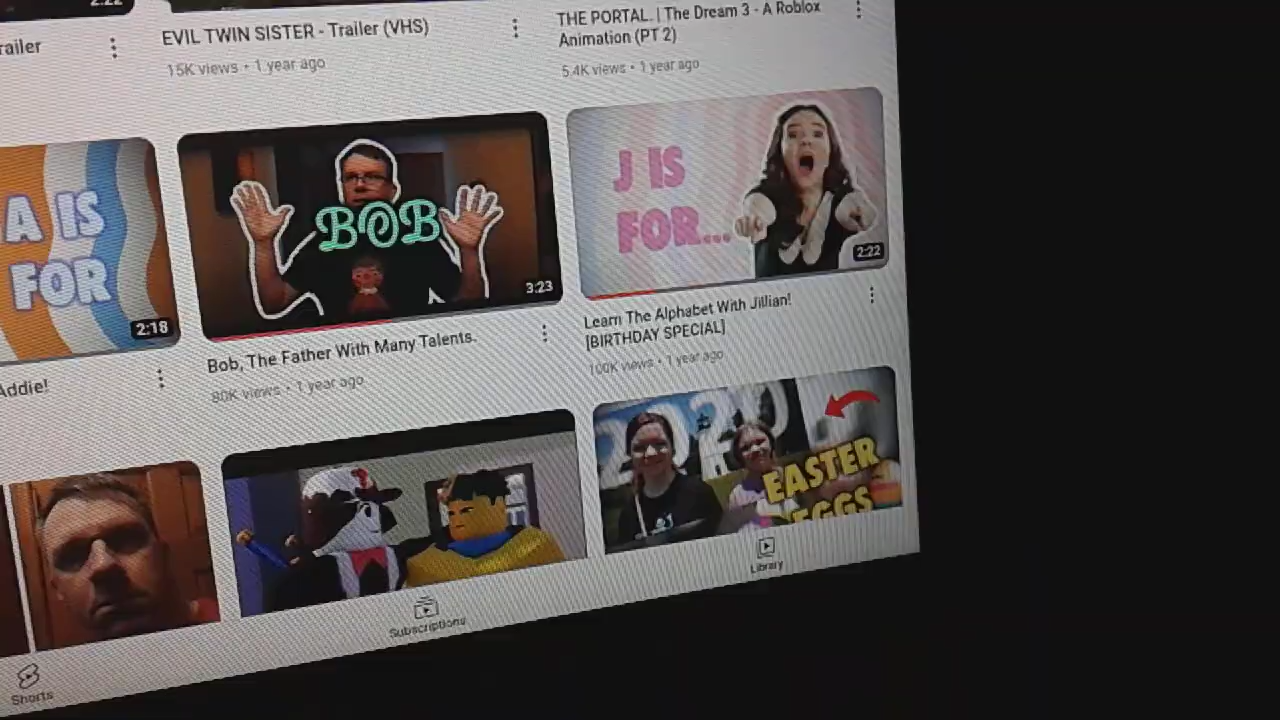 2:22
railer
EVIL TWIN SISTER - Trailer (VHS)
15K views • 1 year ago
THE PORTAL. | The Dream 3 - A Roblox
Animation (PT 2)
5.4K views • 1 year ago
A IS
FOR
2:18
BOB
3:23
J IS
FOR...
2:22
Addie!
Bob, The Father With Many Talents.
80K views • 1 year ago
Learn The Alphabet With Jillian!
[BIRTHDAY SPECIAL]
100K views • 1 year ago
2020
EASTER
EGGS
Shorts
Subscriptions
Library